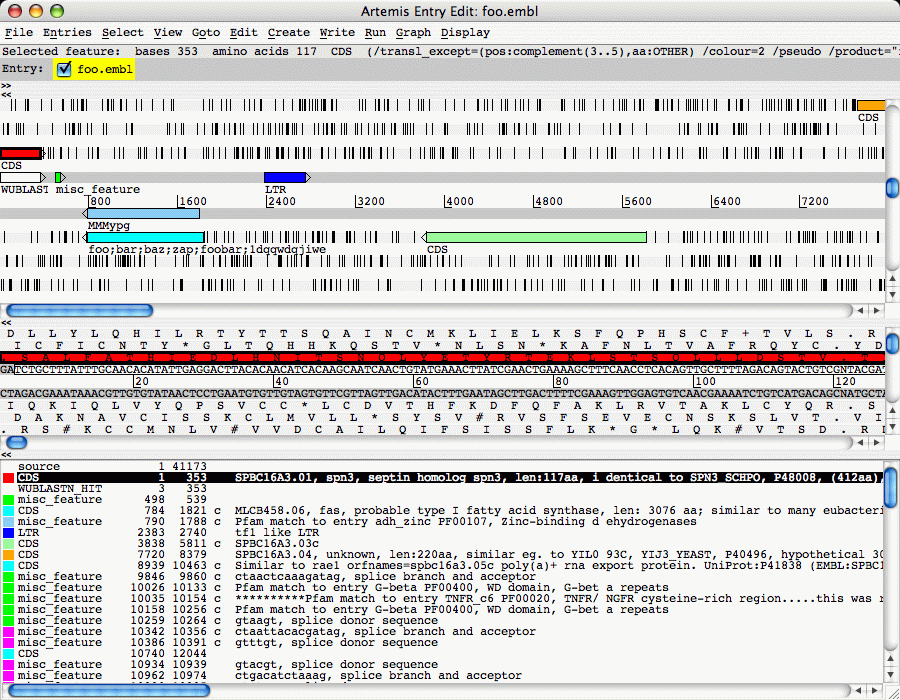 Artemis Entry Edit: foo.embl
File Entries Select View Goto Edit Create Write Run Graph Display
Selected feature: bases 353 amino acids 117 CDS (/transl_except=(pos:complement(3..5),aa:OTHER) /colour=2 /pseudo /product="
Entry: foo.embl
>>
<<
CDS
CDS
WUBLAST misc_feature LTR
800 1600 2400 3200 4000 4800 5600 6400 7200
MMMypg
foo;bar;baz;zap;foobar;ldqqwdgjiwe CDS
<<
D L L Y L Q H I L R T Y T T S Q A I N C M K L I E L K S F Q P H S C F + T V L S . R
I C F I C N T Y * G L T Q H H K Q S T V * N L S N * K A F N L T C A V F R Q Y C . Y D
GATCTGCTTTATTTGCAACACATATTGAGGACTTACACAACATCACAAGCAATCAACTGTATGAAACTTATCGAACTGAAAAGCTTTCAACCTCACAGTTGCTTTTAGACAGTACTGTCGNTACGAT
20 40 60 80 100 120
CTAGACGAAATAAACGTTGTGTATAACTCCTGAATGTGTTGTAGTGTTCGTTAGTTGACATACTTTGAATAGCTTGACTTTTCGAAAGTTGGAGTGTCAACGAAAATCTGTCATGACAGCNATGCTA
I Q K I Q L V Y Q P S V C C * L C D V T H F K D F Q F A K L R V T A K L C Y Q R . S
D A K N A V C I S S K C L M V L L * S Y S V # R V S F S E V E C N S K S L V T . V I
. R S # K C C M N L V # V V D C A I L Q I F S I S S F L K * G * L Q K # V T S D . R
<<
source 1 41173
CDS 1 353 SPBC16A3.01, spn3, septin homolog spn3, len:117aa, i dentical to SPN3 SCHPO, P48008, (412aa),
WUBLASTN_HIT 3 353
misc_feature 498 539
CDS 784 1821 c MLCB458.06, fas, probable type I fatty acid synthase, len: 3076 aa; similar to many eubacteri
misc_feature 790 1788 c Pfam match to entry adh_zinc PF00107, Zinc-binding d ehydrogenases
LTR 2383 2740 tf1 like LTR
CDS 3838 5811 c SPBC16A3.03c
CDS 7720 8379 SPBC16A3.04, unknown, len:220aa, similar eg. to YIL0 93C, YIJ3_YEAST, P40496, hypothetical 30
CDS 8939 10463 c Similar to rae1 orfnames=spbc16a3.05c poly(a)+ rna export protein. UniProt:P41838 (EMBL:SPBC1
misc_feature 9846 9860 c ctaactcaaagatag, splice branch and acceptor
misc_feature 10026 10133 c Pfam match to entry G-beta PF00400, WD domain, G-bet a repeats
misc_feature 10035 10154 c **********Pfam match to entry TNFR_c6 PF00020, TNFR/ NGFR cysteine-rich region.....this was r
misc_feature 10158 10256 c Pfam match to entry G-beta PF00400, WD domain, G-bet a repeats
misc_feature 10259 10264 c gtaagt, splice donor sequence
misc_feature 10342 10356 c ctaattacacgatag, splice branch and acceptor
misc_feature 10386 10391 c gtttgt, splice donor sequence
CDS 10740 12044
misc_feature 10934 10939 gtacgt, splice donor sequence
misc_feature 10962 10974 ctgacatctaaag, splice branch and acceptor